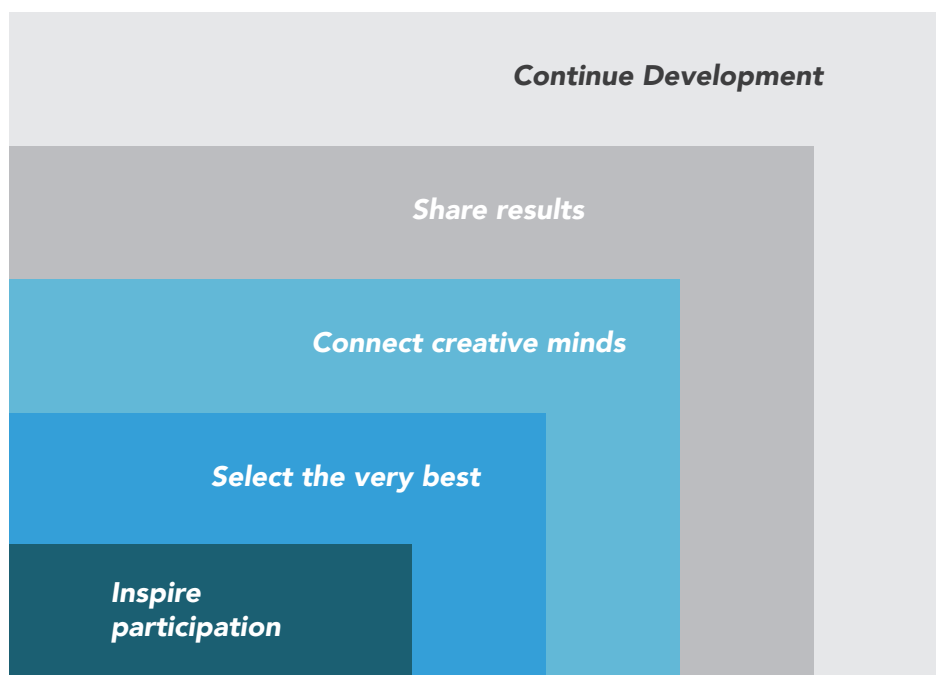 Continue Development
Share results
Connect creative minds
Select the very best
Inspire
participation